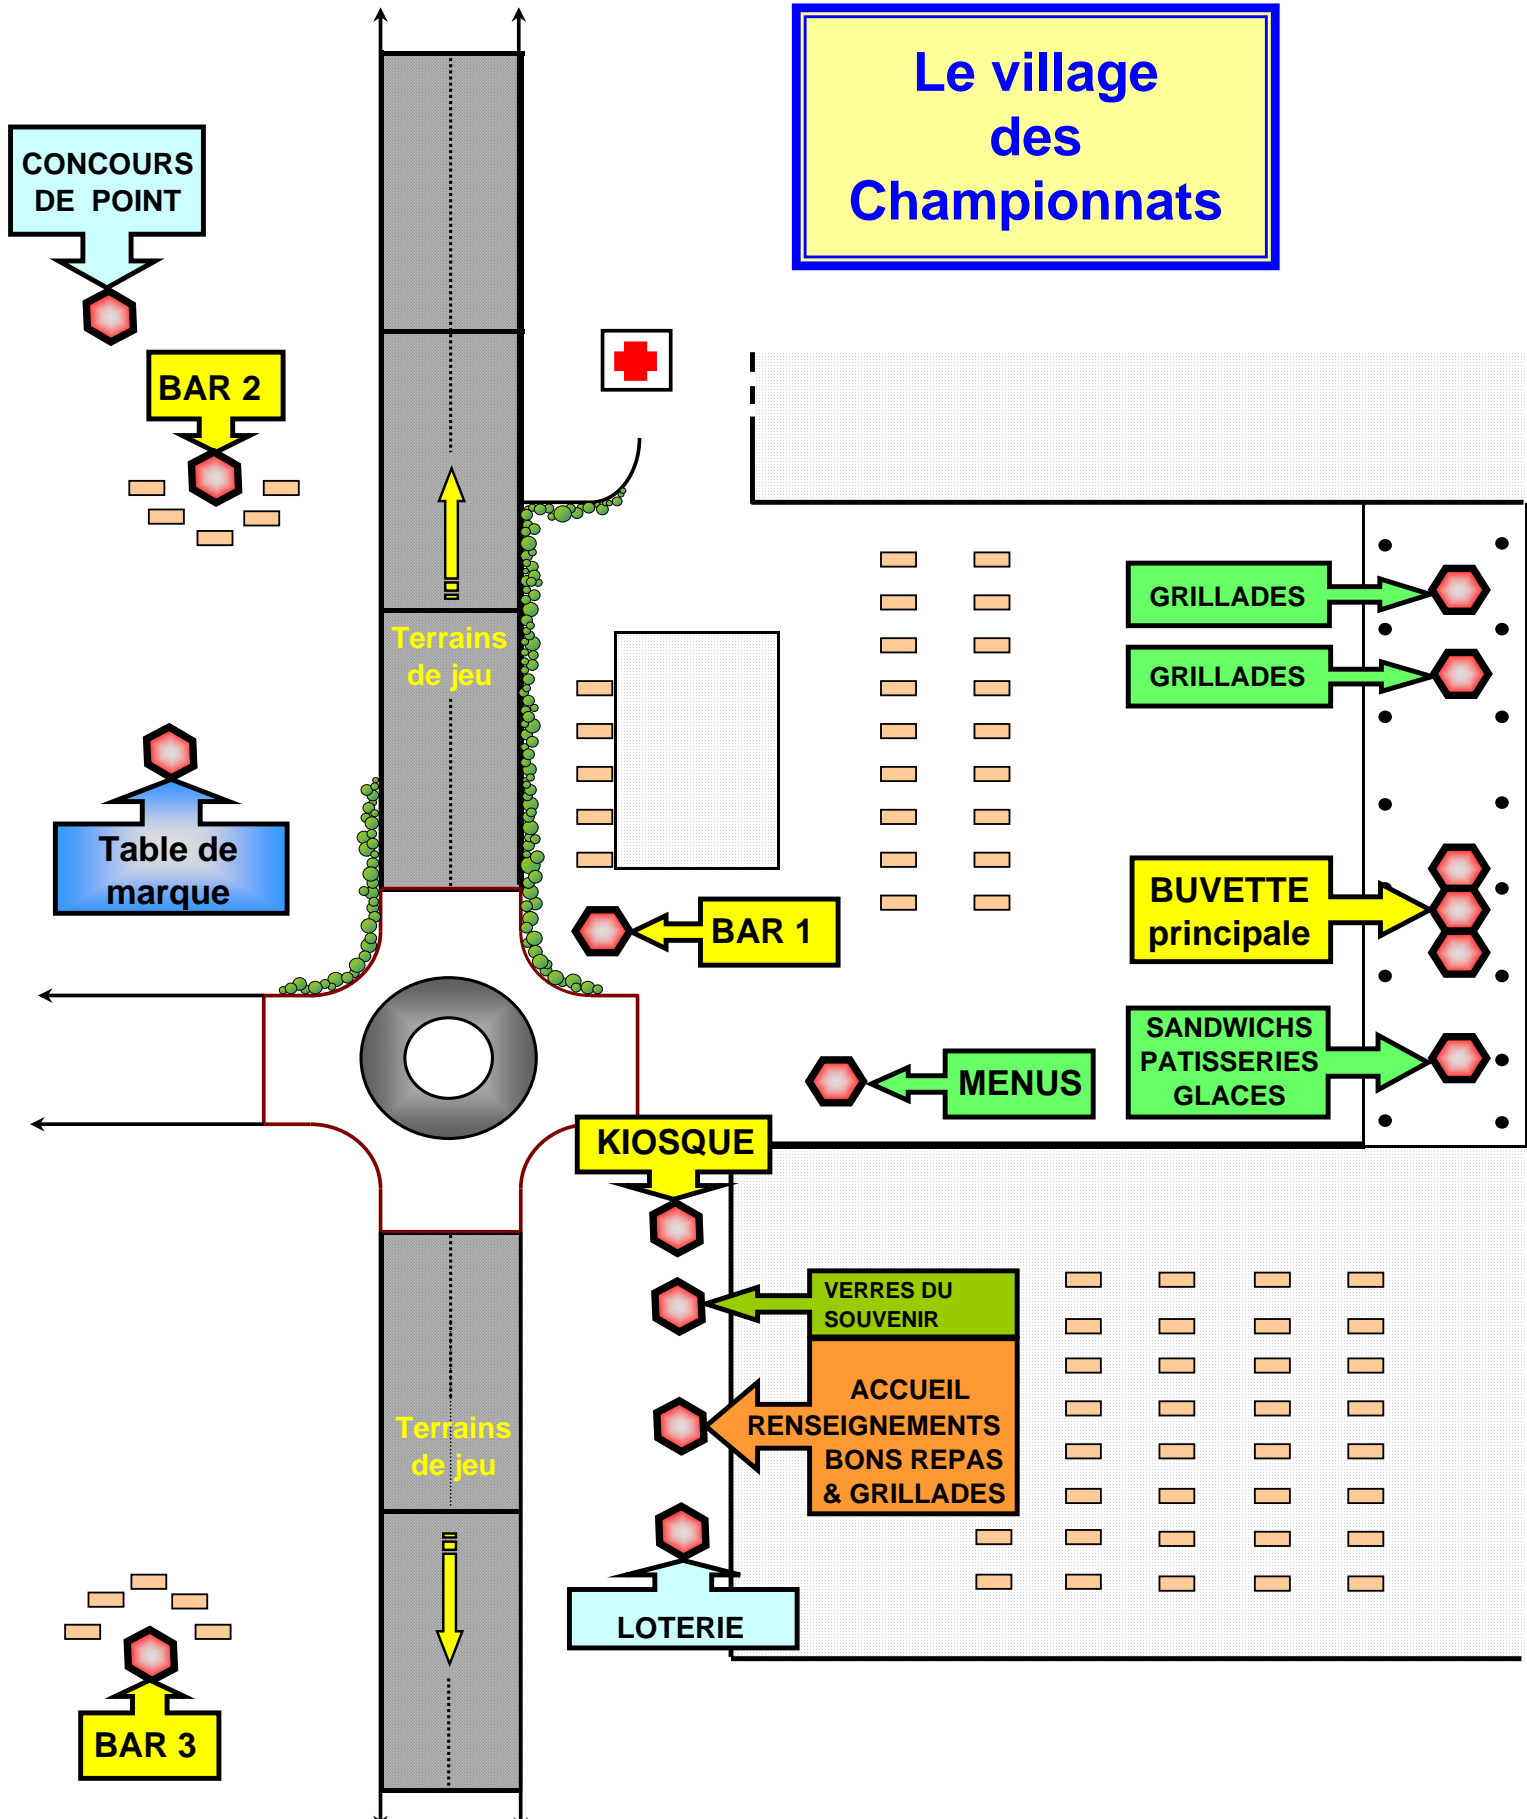 Le village
des
Championnats
CONCOURS
DE POINT
BAR 2
Terrains
de jeu
GRILLADES
GRILLADES
Table de
marque
BAR 1
BUVETTE
principale
SANDWICHS
PATISSERIES
GLACES
MENUS
KIOSQUE
VERRES DU
SOUVENIR
ACCUEIL
RENSEIGNEMENTS
BONS REPAS
& GRILLADES
Terrains
de jeu
LOTERIE
BAR 3